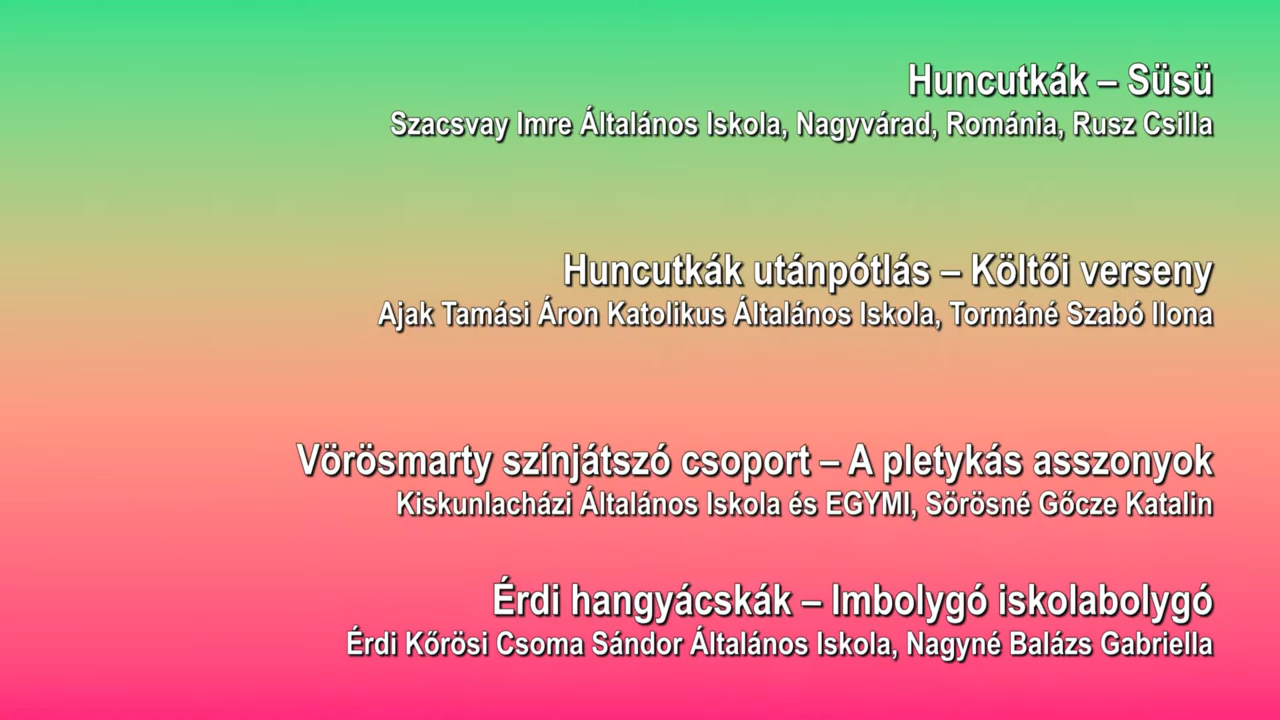 Huncutkák – Süsü
Szacsvay Imre Általános Iskola, Nagyvárad, Románia, Rusz Csilla
Huncutkák utánpótlás – Költői verseny
Ajak Tamási Áron Katolikus Általános Iskola, Tormáné Szabó Ilona
Vörösmarty színjátszó csoport – A pletykás asszonyok
Kiskunlacházi Általános Iskola és EGYMI, Sörösné Gőcze Katalin
Érdi hangyácskák – Imbolygó iskolabolygó
Érdi Kőrösi Csoma Sándor Általános Iskola, Nagyné Balázs Gabriella